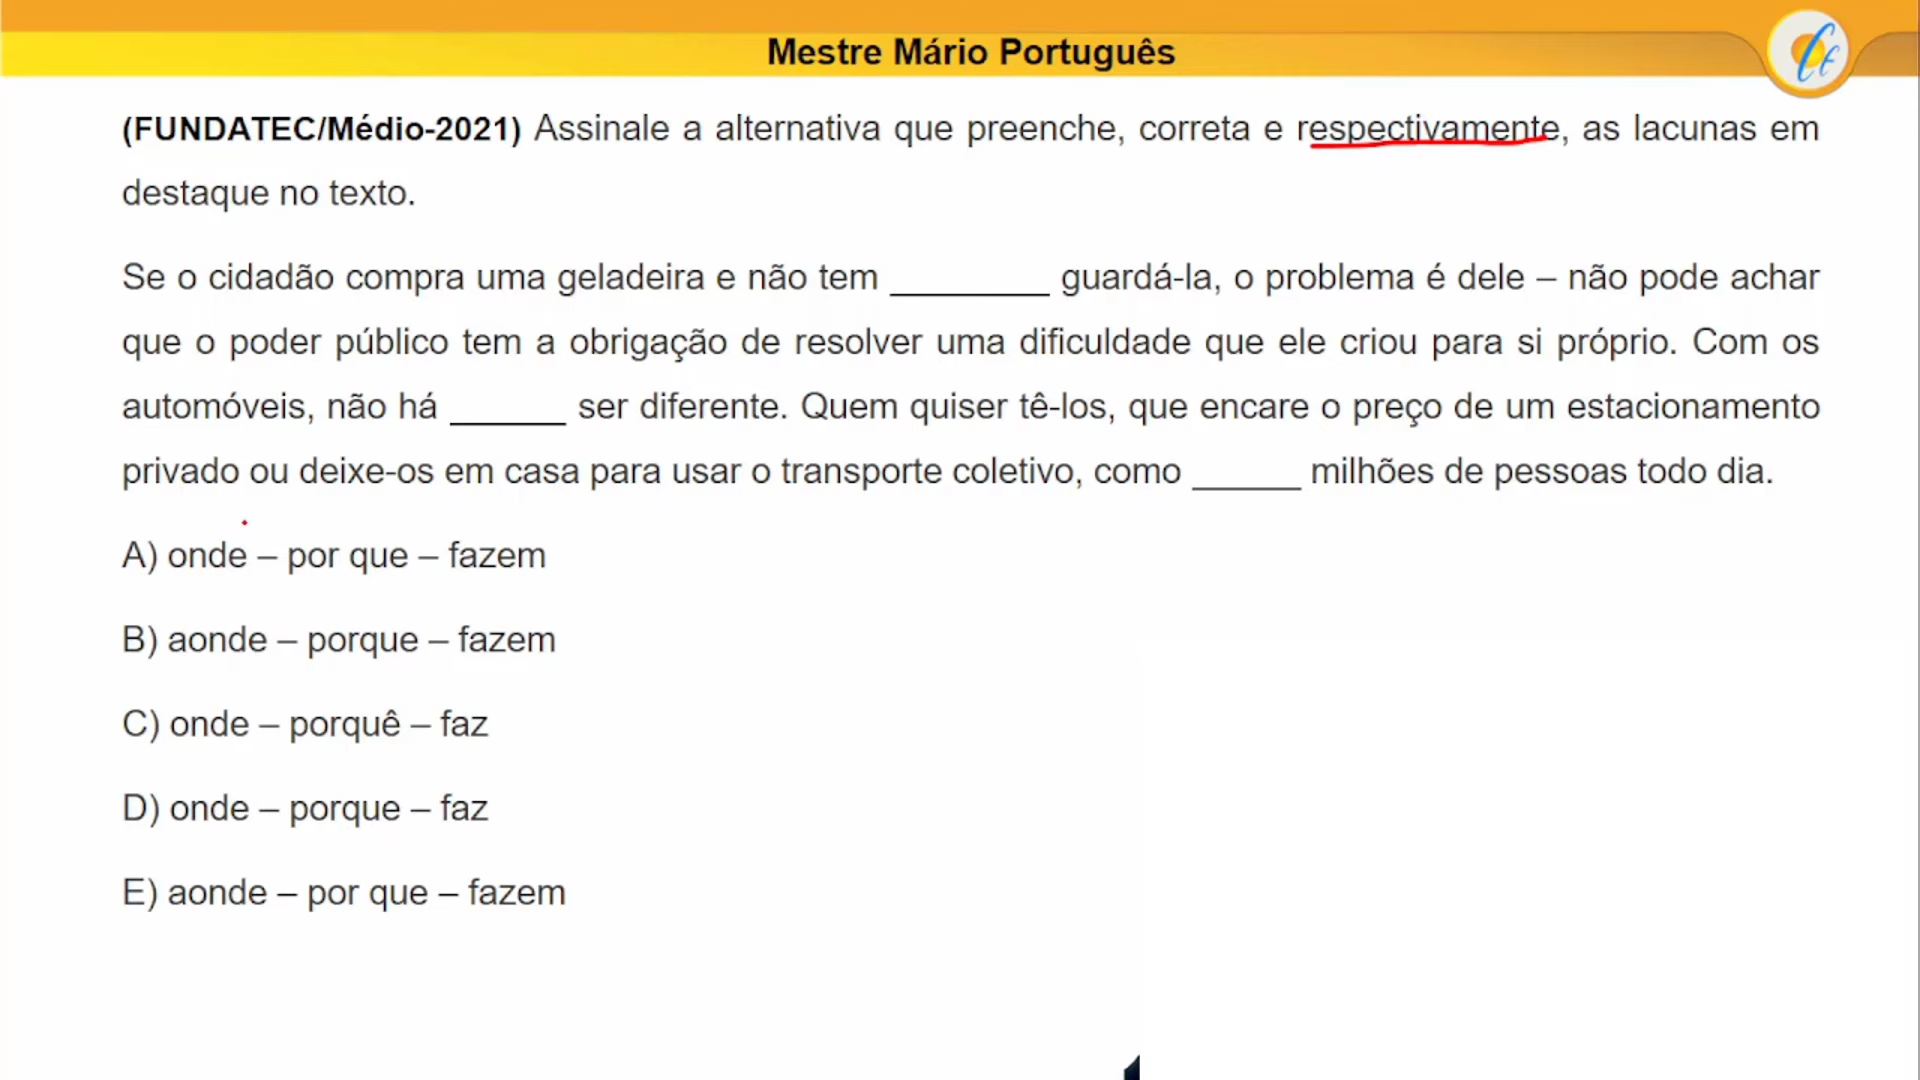 Mestre Mário Português
(FUNDATEC/Médio-2021) Assinale a alternativa que preenche, correta e respectivamente, as lacunas em
destaque no texto.
Se o cidadão compra uma geladeira e não tem ________ guardá-la, o problema é dele – não pode achar
que o poder público tem a obrigação de resolver uma dificuldade que ele criou para si próprio. Com os
automóveis, não há ______ ser diferente. Quem quiser tê-los, que encare o preço de um estacionamento
privado ou deixe-os em casa para usar o transporte coletivo, como ______ milhões de pessoas todo dia.
A) onde – por que – fazem
B) aonde – porque – fazem
C) onde – porquê – faz
D) onde – porque – faz
E) aonde – por que – fazem